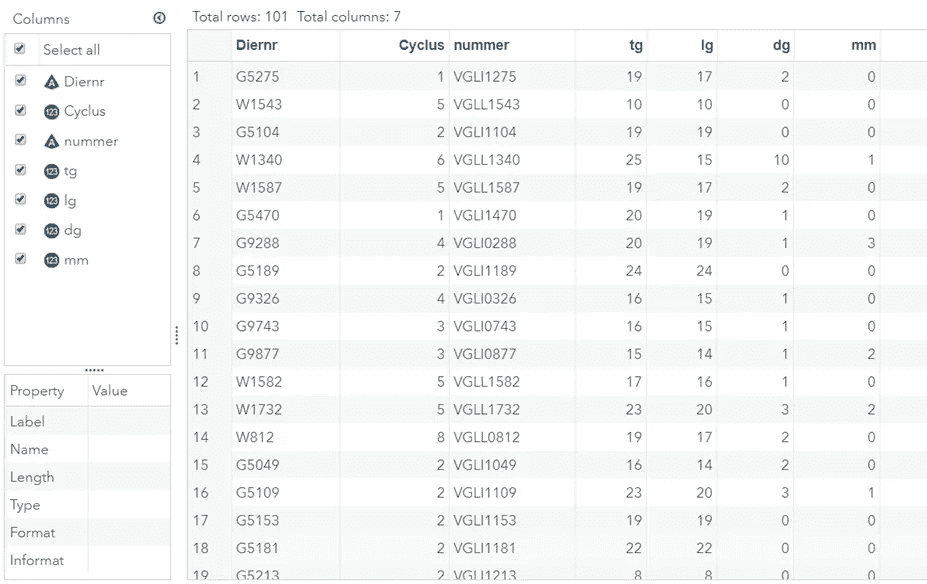 Columns
Select all
Diernr
Cyclus
nummer
tg
lg
dg
mm
Property Value
Label
Name
Length
Type
Format
Informat
Total rows: 101 Total columns: 7
Diernr Cyclus nummer tg lg dg mm
1 G5275 1 VGLI1275 19 17 2 0
2 W1543 5 VGLL1543 10 10 0 0
3 G5104 2 VGLI1104 19 19 0 0
4 W1340 6 VGLL1340 25 15 10 1
5 W1587 5 VGLL1587 19 17 2 0
6 G5470 1 VGLI1470 20 19 1 0
7 G9288 4 VGLI0288 20 19 1 3
8 G5189 2 VGLI1189 24 24 0 0
9 G9326 4 VGLI0326 16 15 1 0
10 G9743 3 VGLI0743 16 15 1 0
11 G9877 3 VGLI0877 15 14 1 2
12 W1582 5 VGLL1582 17 16 1 0
13 W1732 5 VGLL1732 23 20 3 2
14 W812 8 VGLL0812 19 17 2 0
15 G5049 2 VGLI1049 16 14 2 0
16 G5109 2 VGLI1109 23 20 3 1
17 G5153 2 VGLI1153 19 19 0 0
18 G5181 2 VGLI1181 22 22 0 0
19 G5213 2 VGLI1213 8 8 0 0